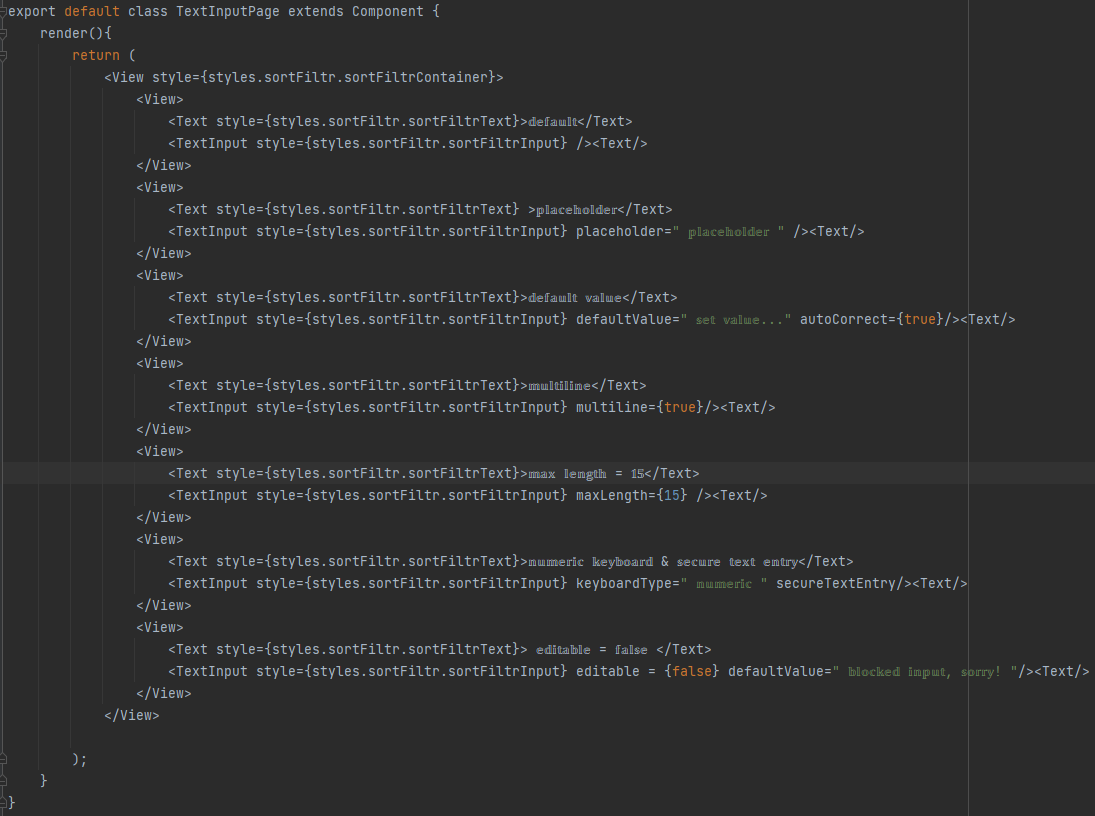 export default class TextInputPage extends Component {
    render(){
        return (
            <View style={styles.sortFiltr.sortFiltrContainer}>
                <View>
                    <Text style={styles.sortFiltr.sortFiltrText}>𝕕𝕖𝕗𝕒𝕦𝕝𝕥</Text>
                    <TextInput style={styles.sortFiltr.sortFiltrInput} /><Text/>
                </View>
                <View>
                    <Text style={styles.sortFiltr.sortFiltrText} >𝕡𝕝𝕒𝕔𝕖𝕙𝕠𝕝𝕕𝕖𝕣</Text>
                    <TextInput style={styles.sortFiltr.sortFiltrInput} placeholder=" 𝕡𝕝𝕒𝕔𝕖𝕙𝕠𝕝𝕕𝕖𝕣 " /><Text/>
                </View>
                <View>
                    <Text style={styles.sortFiltr.sortFiltrText}>𝕕𝕖𝕗𝕒𝕦𝕝𝕥 𝕧𝕒𝕝𝕦𝕖</Text>
                    <TextInput style={styles.sortFiltr.sortFiltrInput} defaultValue=" 𝕤𝕖𝕥 𝕧𝕒𝕝𝕦𝕖..." autoCorrect={true}/><Text/>
                </View>
                <View>
                    <Text style={styles.sortFiltr.sortFiltrText}>𝕞𝕦𝕝𝕥𝕚𝕝𝕚𝕟𝕖</Text>
                    <TextInput style={styles.sortFiltr.sortFiltrInput} multiline={true}/><Text/>
                </View>
                <View>
                    <Text style={styles.sortFiltr.sortFiltrText}>𝕞𝕒𝕩 𝕝𝕖𝕟𝕘𝕥𝕙 = 𝟙𝟝</Text>
                    <TextInput style={styles.sortFiltr.sortFiltrInput} maxLength={15} /><Text/>
                </View>
                <View>
                    <Text style={styles.sortFiltr.sortFiltrText}>𝕟𝕦𝕞𝕖𝕣𝕚𝕔 𝕜𝕖𝕪𝕓𝕠𝕒𝕣𝕕 & 𝕤𝕖𝕔𝕦𝕣𝕖 𝕥𝕖𝕩𝕥 𝕖𝕟𝕥𝕣𝕪</Text>
                    <TextInput style={styles.sortFiltr.sortFiltrInput} keyboardType=" 𝕟𝕦𝕞𝕖𝕣𝕚𝕔 " secureTextEntry/><Text/>
                </View>
                <View>
                    <Text style={styles.sortFiltr.sortFiltrText}> 𝕖𝕕𝕚𝕥𝕒𝕓𝕝𝕖 = 𝕗𝕒𝕝𝕤𝕖 </Text>
                    <TextInput style={styles.sortFiltr.sortFiltrInput} editable = {false} defaultValue=" 𝕓𝕝𝕠𝕔𝕜𝕖𝕕 𝕚𝕟𝕡𝕦𝕥, 𝕤𝕠𝕣𝕣𝕪! "/><Text/>
                </View>
            </View>

        );
    }
}